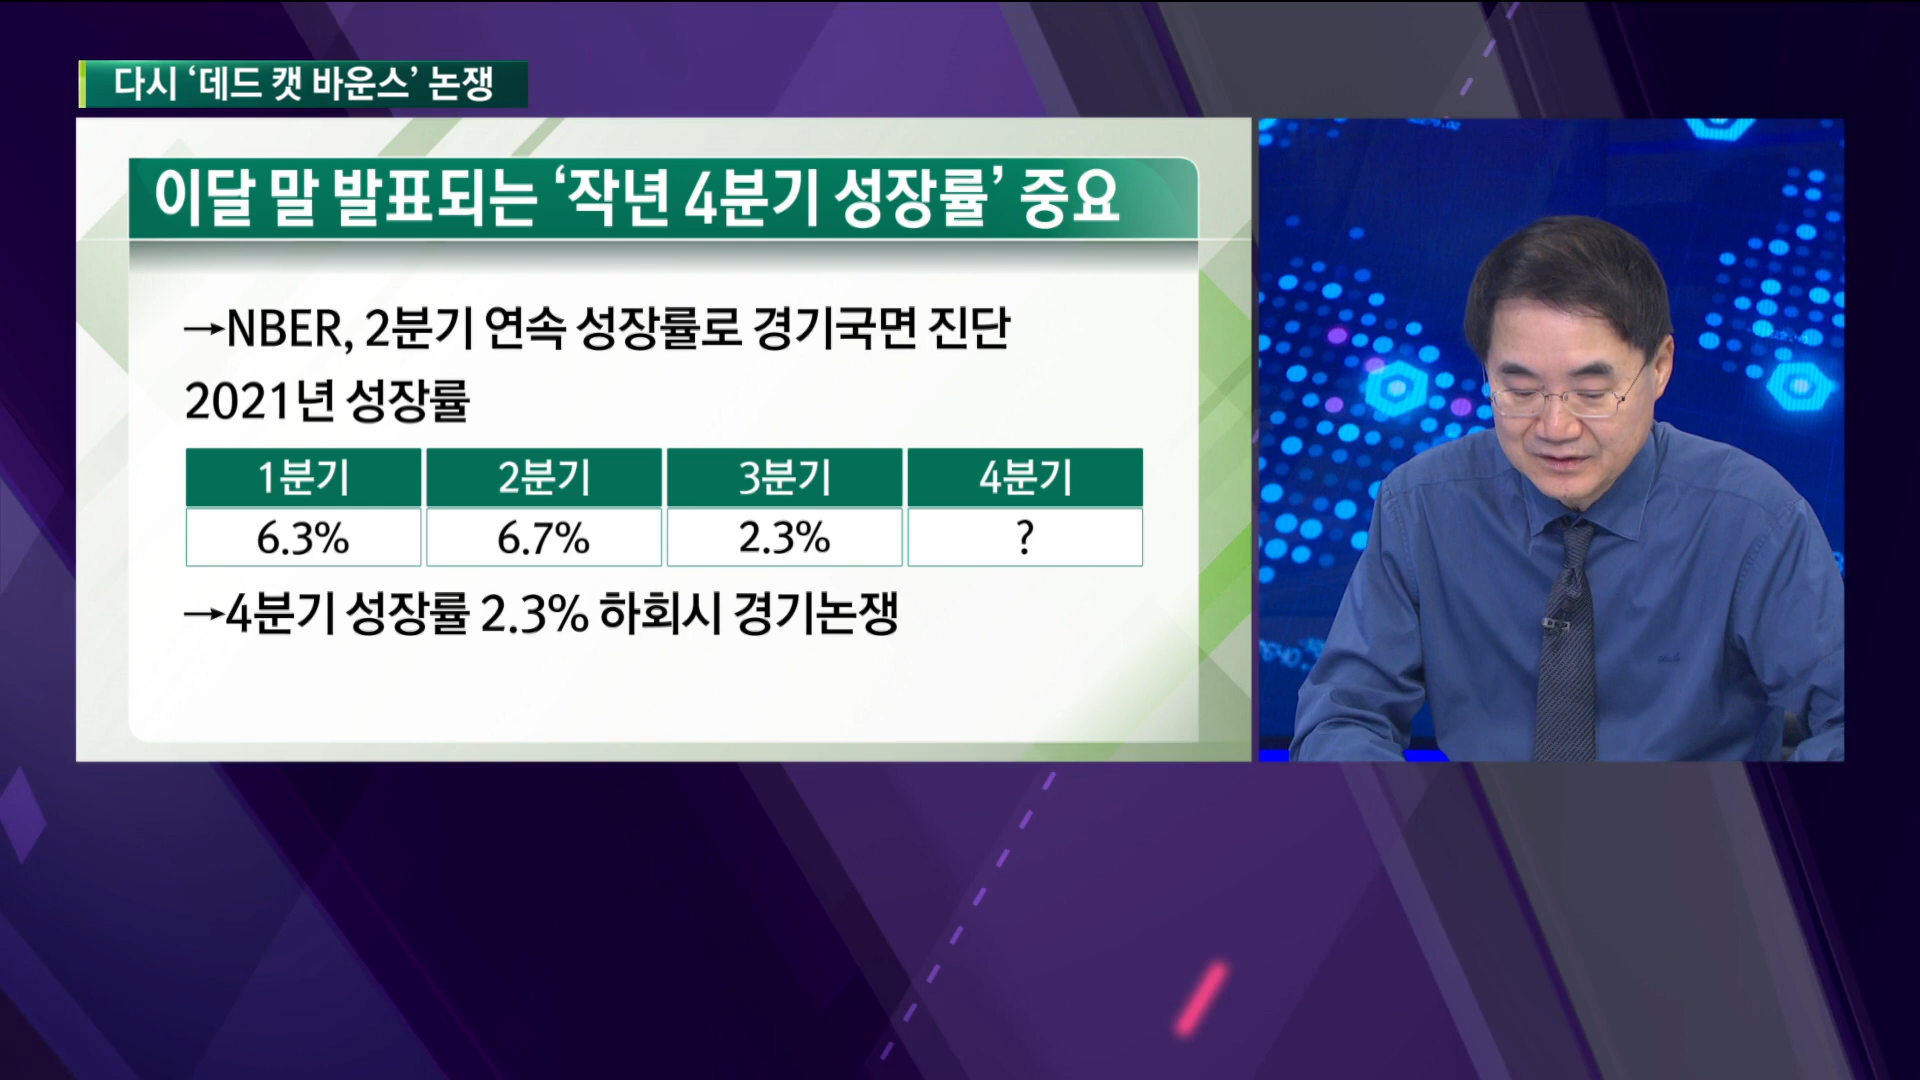 다시 ‘데드 캣 바운스’ 논쟁
이달 말 발표되는 ‘작년 4분기 성장률’ 중요
→NBER, 2분기 연속 성장률로 경기국면 진단
2021년 성장률
1분기 2분기 3분기 4분기
6.3% 6.7% 2.3% ?
→4분기 성장률 2.3% 하회시 경기논쟁